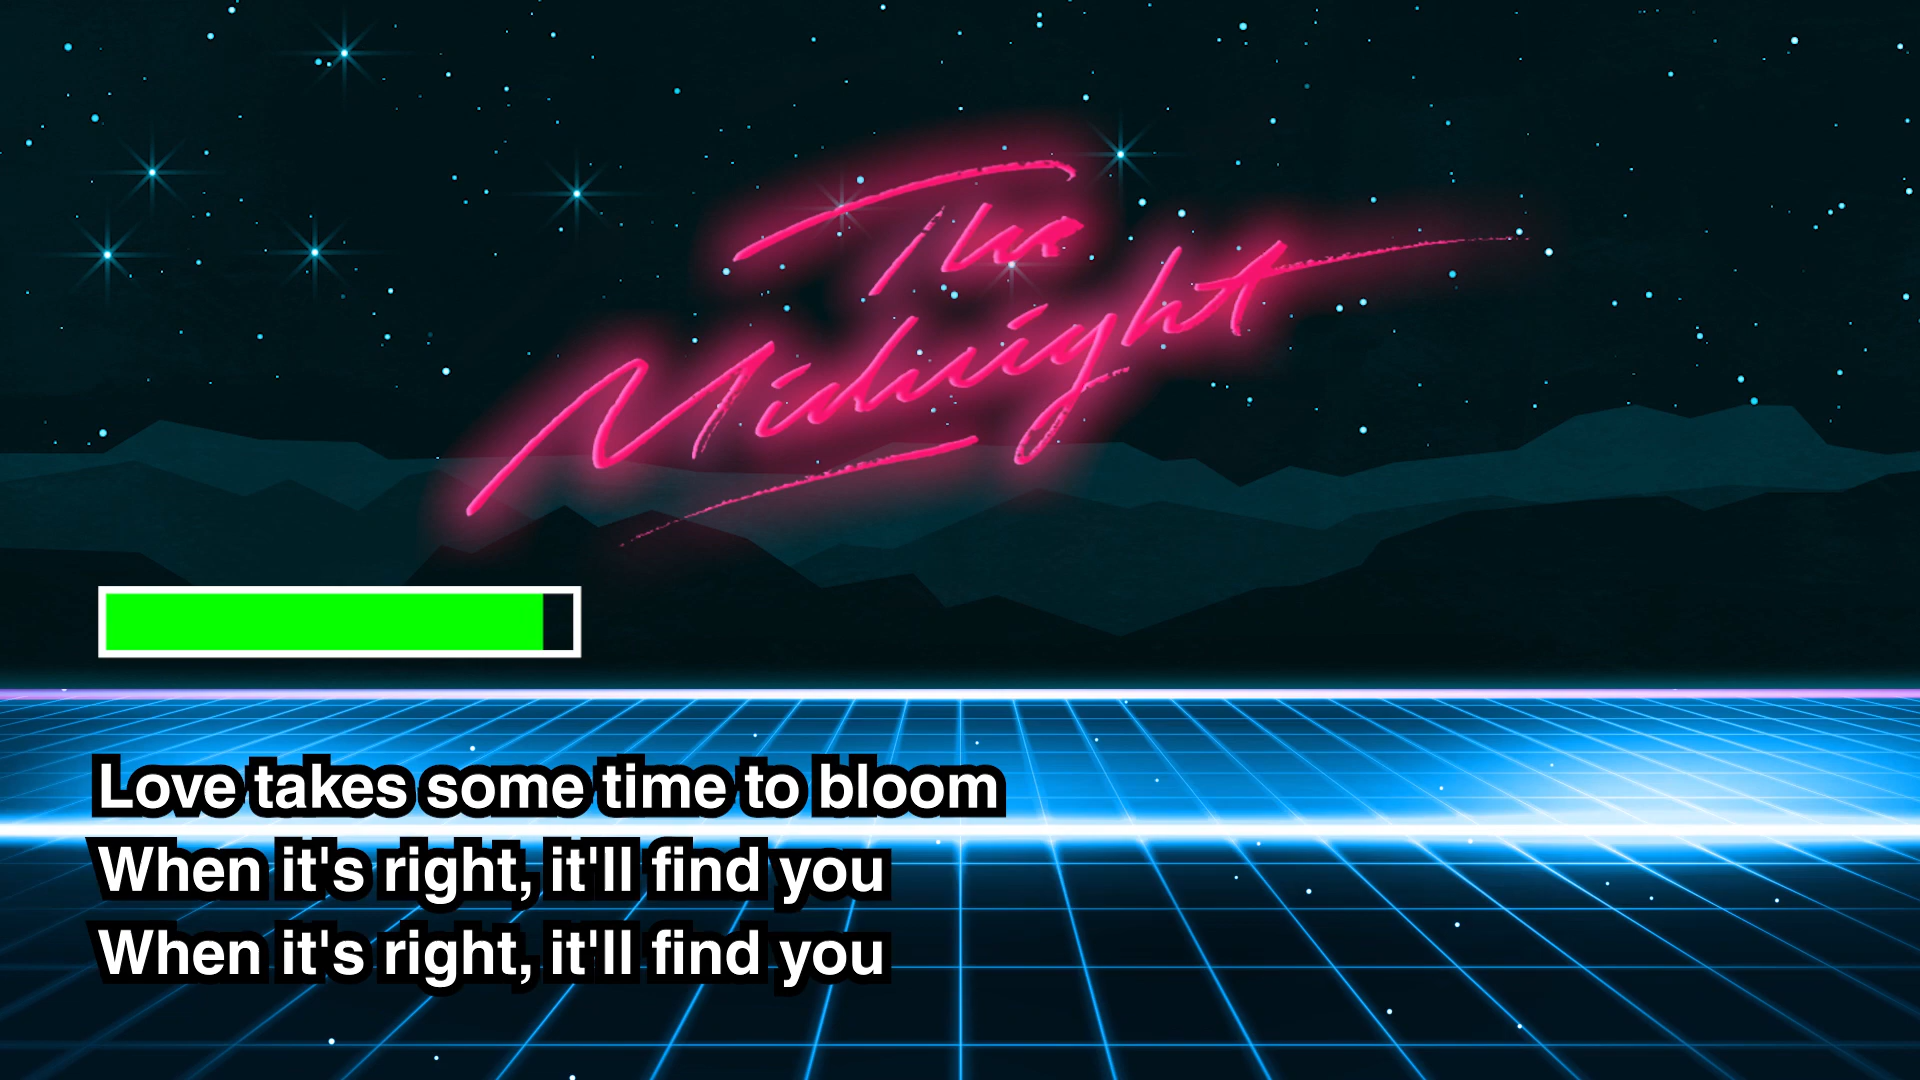 The
Midnight
Love takes some time to bloom
When it's right, it'll find you
When it's right, it'll find you